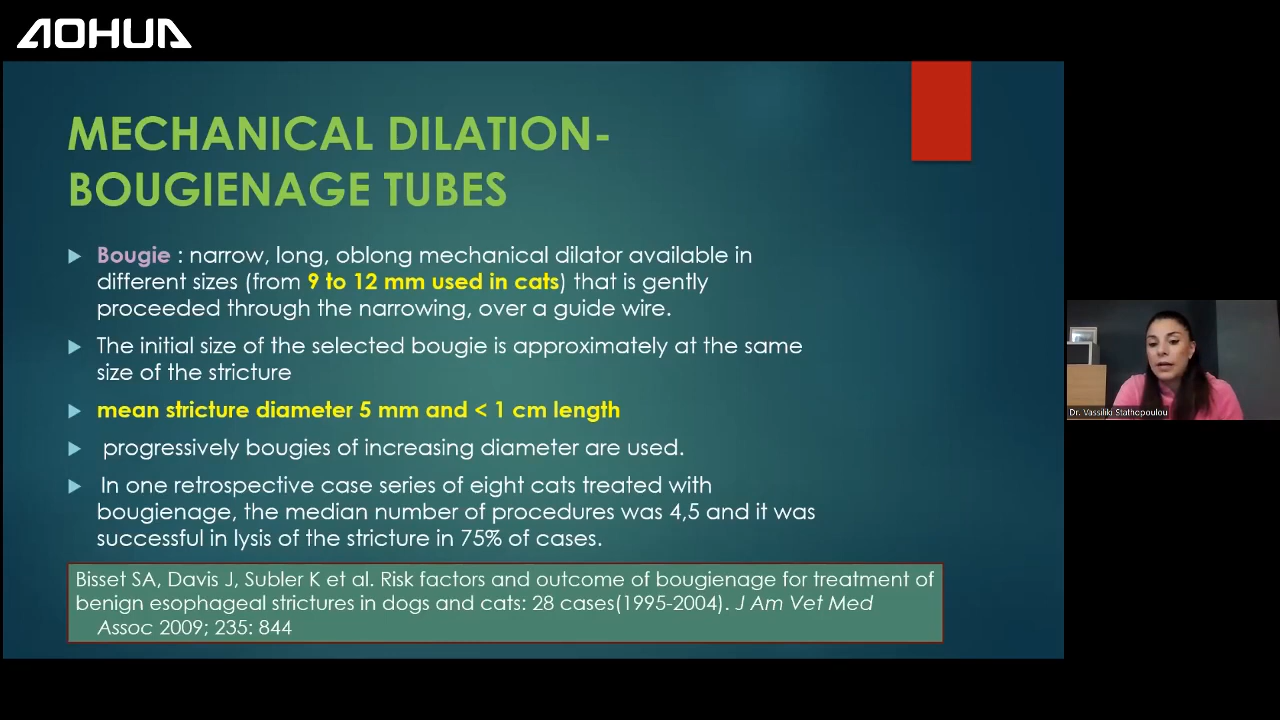 AOHUA
MECHANICAL DILATION-
BOUGIENAGE TUBES
Bougie : narrow, long, oblong mechanical dilator available in
different sizes (from 9 to 12 mm used in cats) that is gently
proceeded through the narrowing, over a guide wire.
The initial size of the selected bougie is approximately at the same
size of the stricture
mean stricture diameter 5 mm and < 1 cm length
progressively bougies of increasing diameter are used.
In one retrospective case series of eight cats treated with
bougienage, the median number of procedures was 4,5 and it was
successful in lysis of the stricture in 75% of cases.
Bisset SA, Davis J, Subler K et al. Risk factors and outcome of bougienage for treatment of
benign esophageal strictures in dogs and cats: 28 cases(1995-2004). J Am Vet Med
Assoc 2009; 235: 844
Dr. Vassiliki Stathopoulou